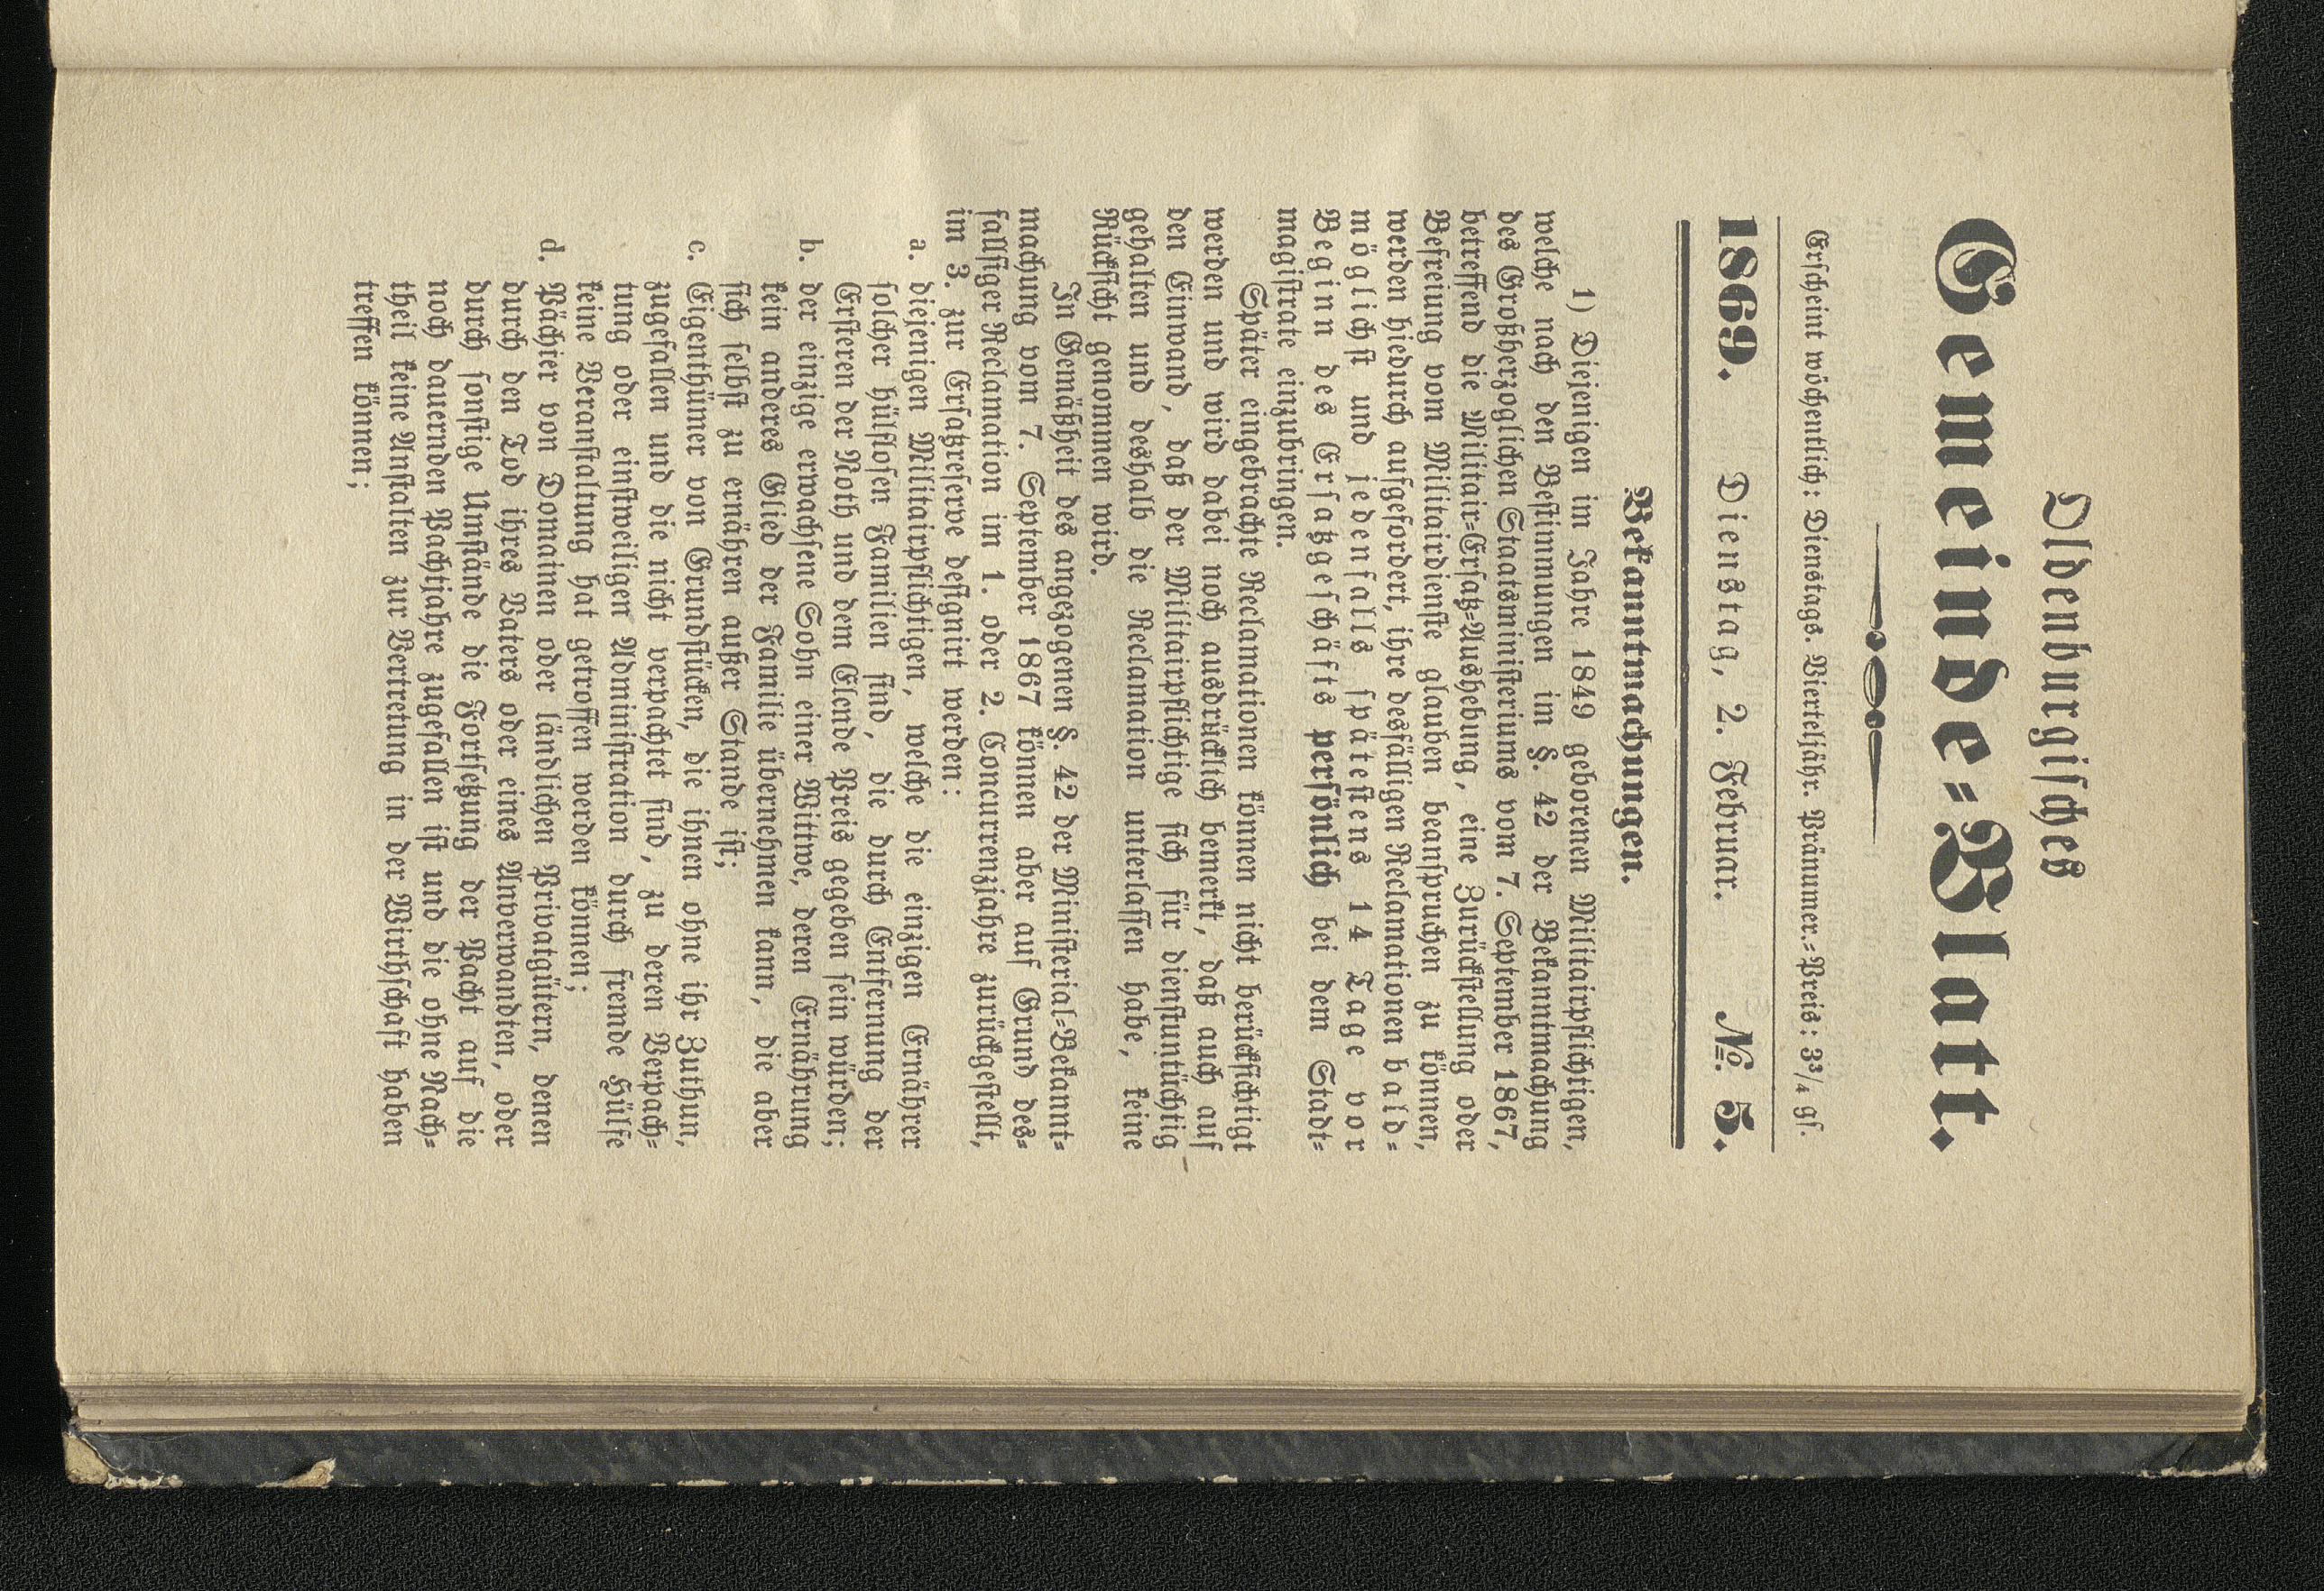 Oldenburgisches
Gemeinde-Blatt.
Erscheint wöchentlich: Dienstags. Vierteljähr. Pränumer.-Preis: 3¾ gſ.
1869. Dienstag, 2. Februar. №. 5.
Bekanntmachungen.
1) Diejenigen im Jahre 1849 geborenen Militairpflichtigen,
welche nach den Beſtimmungen im §. 42 der Bekanntmachung
des Großherzoglichen Staatsminiſteriums vom 7. September 1867,
betreffend die Militair-Erſatz-Aushebung, eine Zurückſtellung oder
Befreiung vom Militairdienſte glauben beanſpruchen zu können,
werden hiedurch aufgefordert, ihre desfälligen Reclamationen bald-
möglichſt und jedenfalls ſpäteſtens 14 Tage vor
Beginn des Erſatzgeſchäfts perſönlich bei dem Stadt-
magiſtrate einzubringen.
Später eingebrachte Reclamationen können nicht berückſichtigt
werden und wird dabei noch ausdrücklich bemerkt, daß auch auf
den Einwand, daß der Militairpflichtige ſich für dienſtuntüchtig
gehalten und deshalb die Reclamation unterlaſſen habe, keine
Rückſicht genommen wird.
In Gemäßheit des angezogenen §. 42 der Miniſterial-Bekannt-
machung vom 7. September 1867 können aber auf Grund des-
fallſiger Reclamation im 1. oder 2. Concurrenzjahre zurückgeſtellt,
im 3. zur Erſatzreſerve deſignirt werden:
a. diejenigen Militairpflichtigen, welche die einzigen Ernährer
ſolcher hülfloſen Familien ſind, die durch Entfernung der
Erſteren der Noth und dem Elende Preis gegeben ſein würden;
b. der einzige erwachſene Sohn einer Wittwe, deren Ernährung
kein anderes Glied der Familie übernehmen kann, die aber
ſich ſelbſt zu ernähren außer Stande iſt;
c. Eigenthümer von Grundſtücken, die ihnen ohne ihr Zuthun,
zugefallen und die nicht verpachtet ſind, zu deren Verpach-
tung oder einſtweiligen Adminiſtration durch fremde Hülfe
keine Veranſtaltung hat getroffen werden können;
d. Pächter von Domainen oder ländlichen Privatgütern, denen
durch den Tod ihres Vaters oder eines Anverwandten, oder
durch ſonſtige Umſtände die Fortſetzung der Pacht auf die
noch dauernden Pachtjahre zugefallen iſt und die ohne Nach-
theil keine Anſtalten zur Vertretung in der Wirthſchaft haben
treffen können;